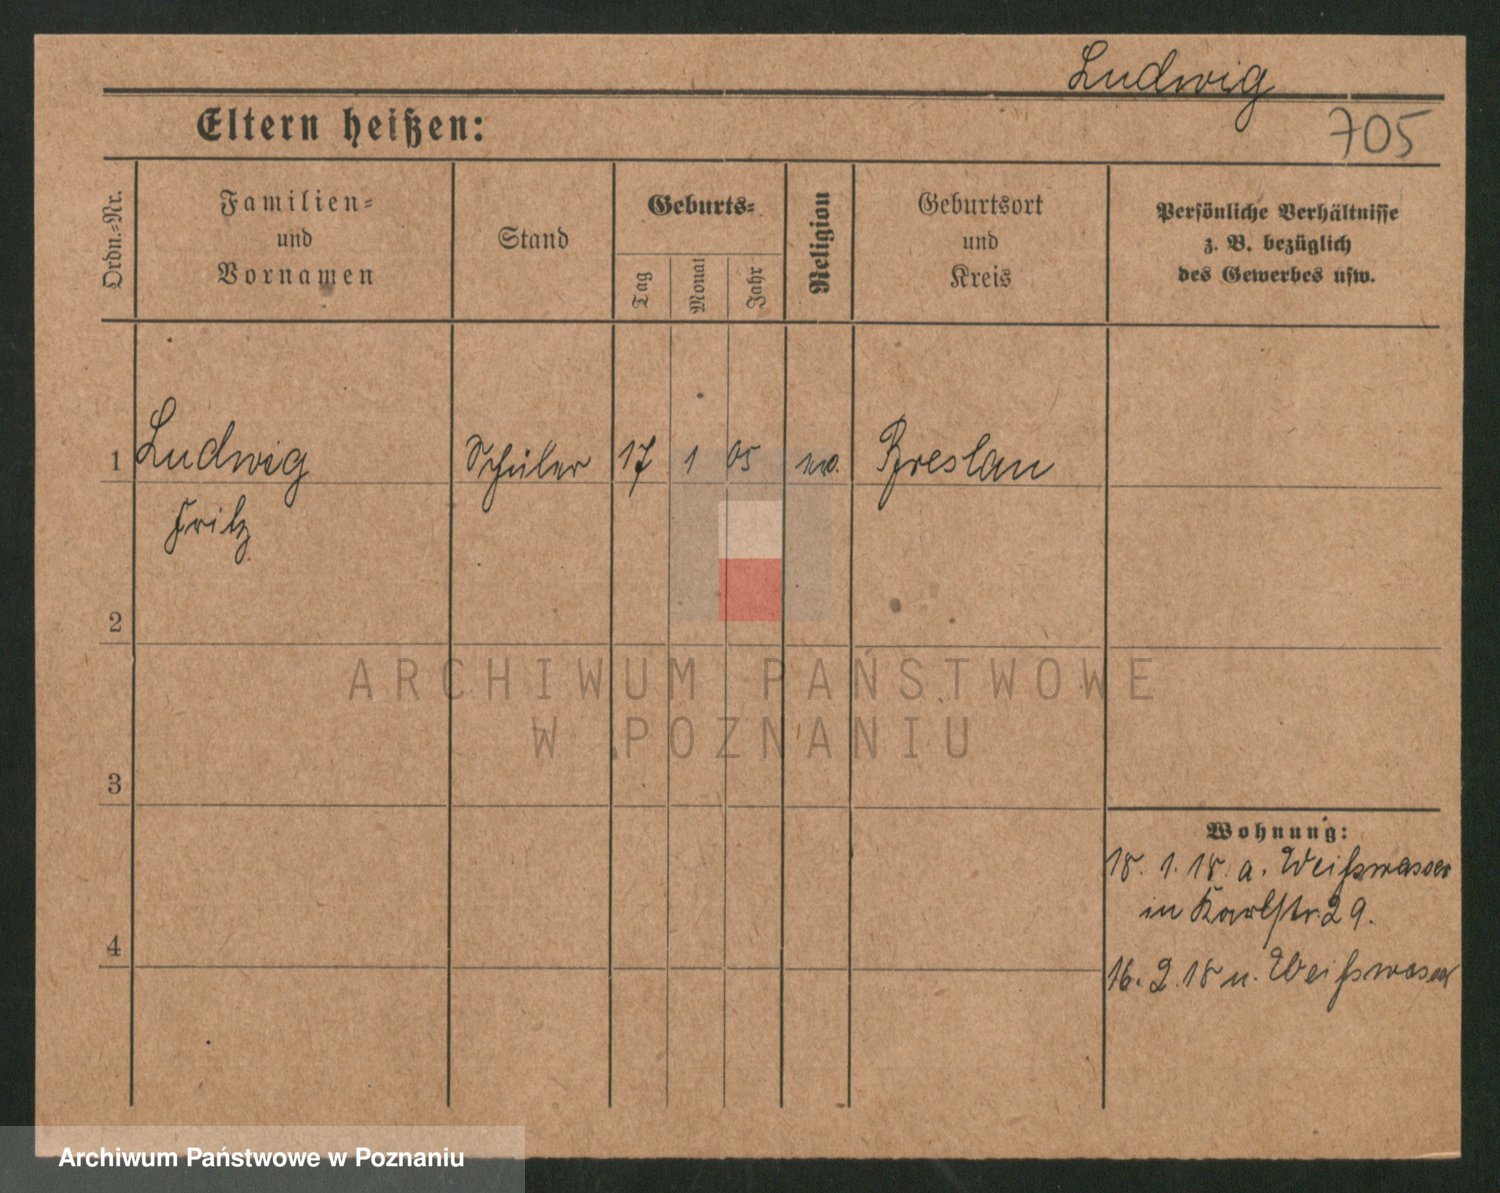 Ludwig
705
Eltern heißen:
Ordn.-Nr.
Familien-
und
Vornamen
Stand
Geburts-
Tag
Monat
Jahr
Religion
Geburtsort
und
Kreis
Persönliche Verhältnisse
z. B. bezüglich
des Gewerbes usw.
1 Ludwig Schüler 17 1 05 Breslau
Fritz
2
3
4
Wohnung:
18. 1. 18. a. Weißwasser
in Karlstr. 29.
16. 2. 18 n. Weißwasser
ARCHIWUM PAŃSTWOWE
W POZNANIU
Archiwum Państwowe w Poznaniu